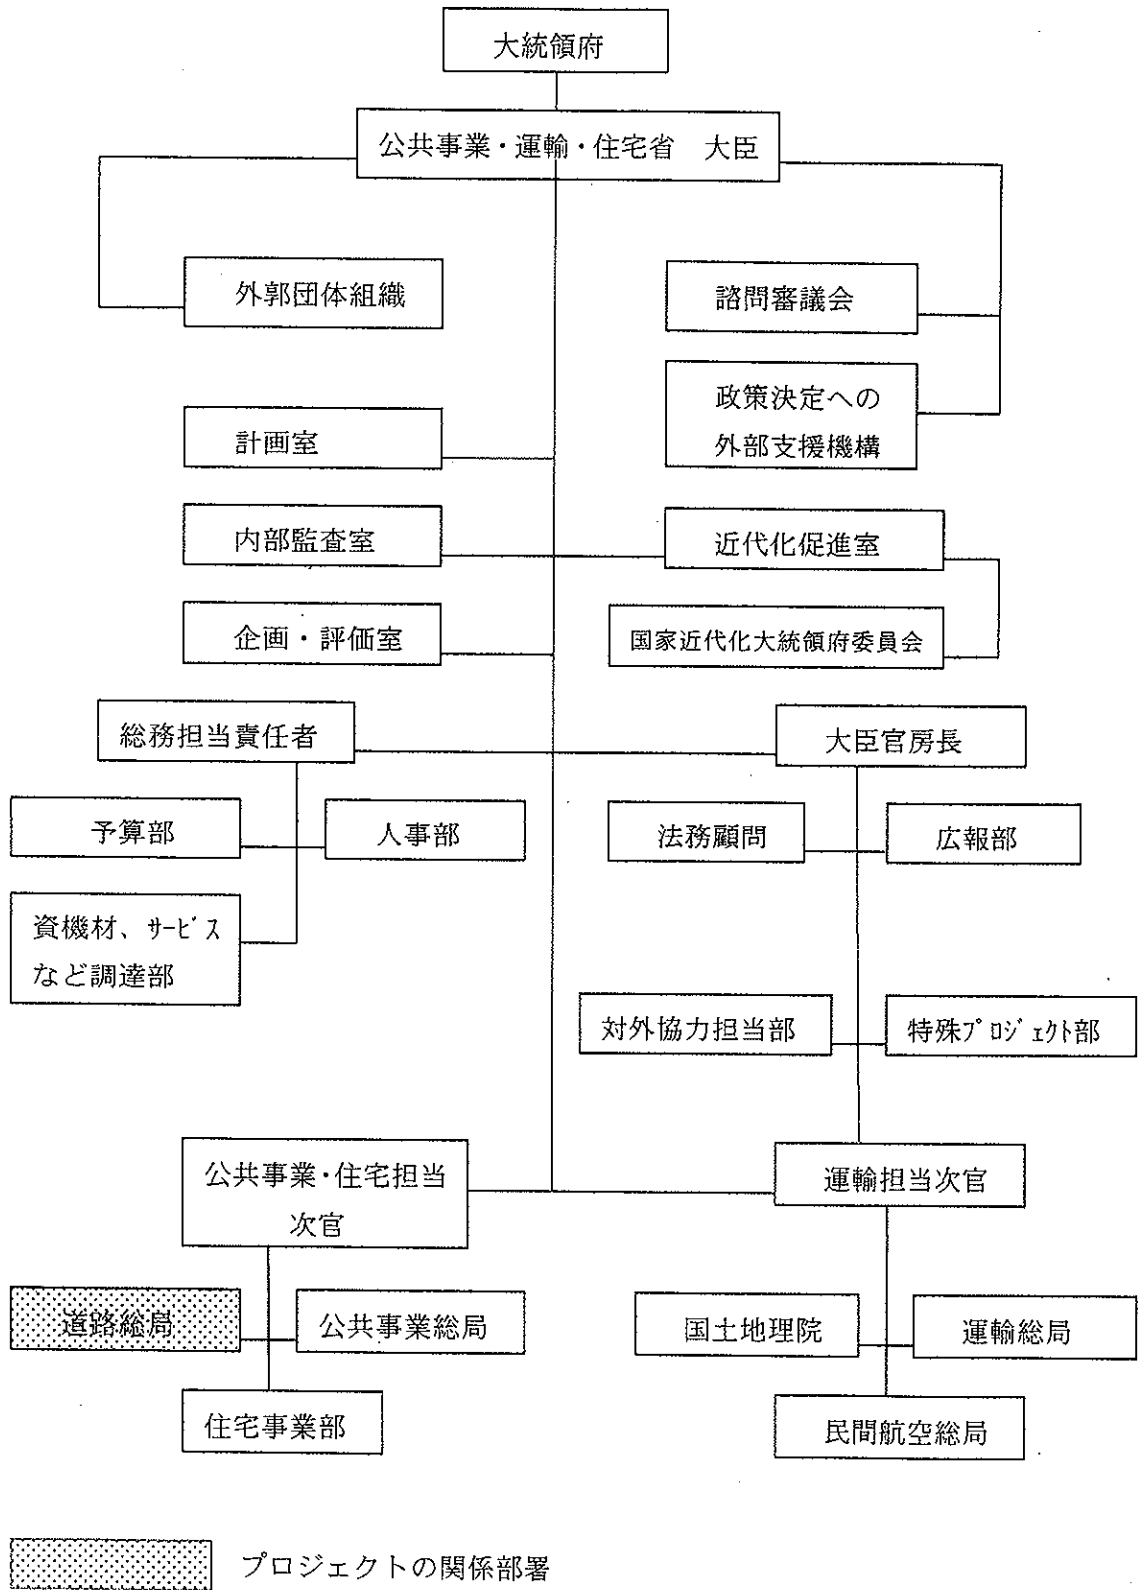 大統領府
公共事業・運輸・住宅省　大臣
外郭団体組織
諮問審議会
政策決定への
外部支援機構
計画室
内部監査室
近代化促進室
企画・評価室
国家近代化大統領府委員会
総務担当責任者
大臣官房長
予算部
人事部
法務顧問
広報部
資機材、ｻｰﾋﾞｽ
など調達部
対外協力担当部
特殊ﾌﾟﾛｼﾞｪｸﾄ部
公共事業・住宅担当
次官
運輸担当次官
道路総局
公共事業総局
国土地理院
運輸総局
住宅事業部
民間航空総局
プロジェクトの関係部署